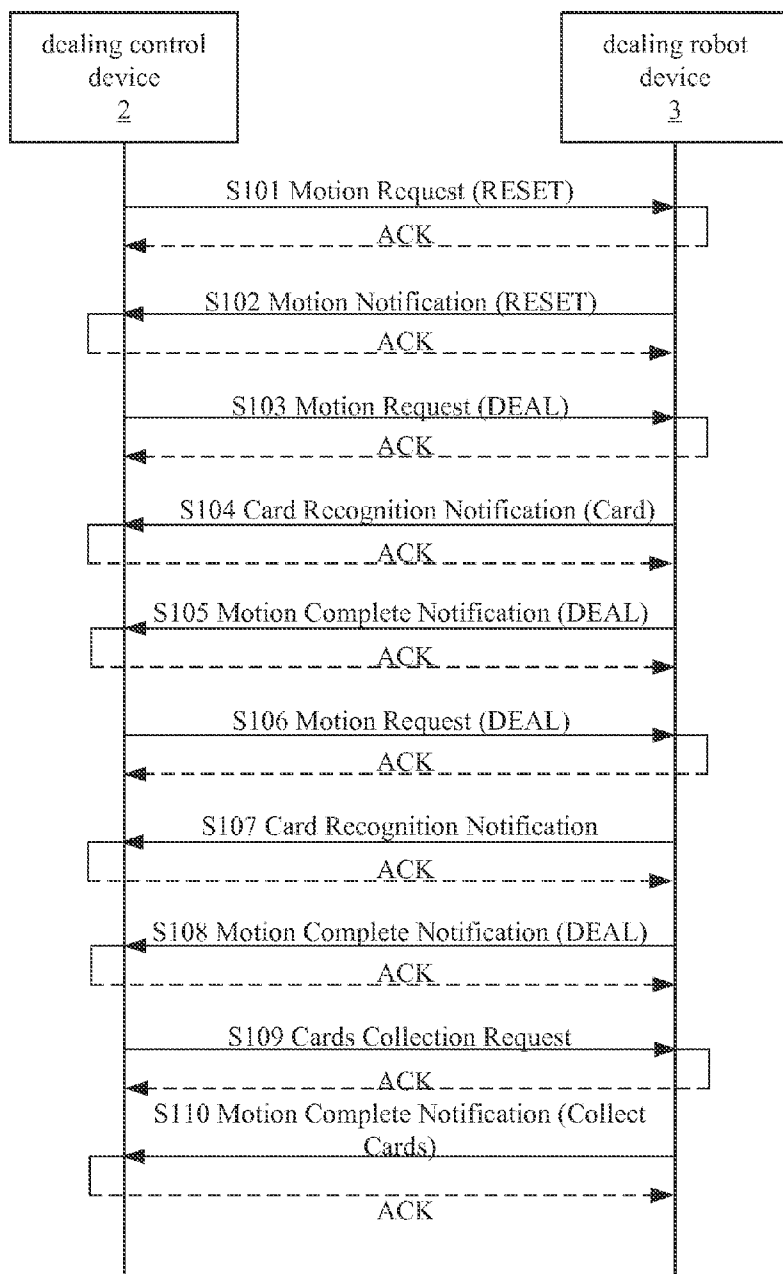 dealing control
device
2
dealing robot
device
3
S101 Motion Request (RESET)
ACK
S102 Motion Notification (RESET)
ACK
S103 Motion Request (DEAL)
ACK
S104 Card Recognition Notification (Card)
ACK
S105 Motion Complete Notification (DEAL)
ACK
S106 Motion Request (DEAL)
ACK
S107 Card Recognition Notification
ACK
S108 Motion Complete Notification (DEAL)
ACK
S109 Cards Collection Request
ACK
S110 Motion Complete Notification (Collect
Cards)
ACK